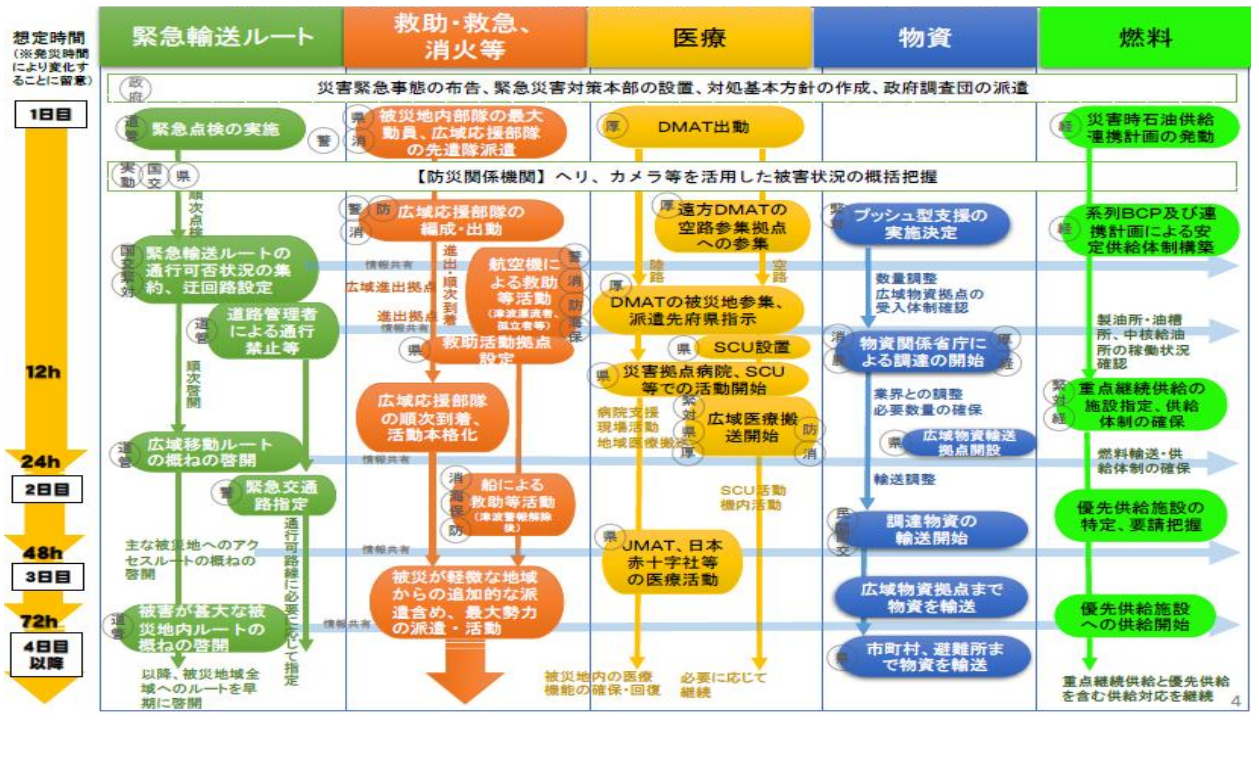 想定時間
(※発災時間
により変化す
ることに留意)
緊急輸送ルート
救助・救急、
消火等
医療
物資
燃料
政府
災害緊急事態の布告、緊急災害対策本部の設置、対処基本方針の作成、政府調査団の派遣
1日目
道管
緊急点検の実施
県
警
消
被災地内部隊の最大
動員、広域応援部隊
の先遣隊派遣
厚
DMAT出動
経
災害時石油供給
連携計画の発動
実動
国交
県
【防災関係機関】ヘリ、カメラ等を活用した被害状況の概括把握
順次点検
警
防
消
広域応援部隊の
編成・出動
厚
遠方DMATの
空路参集拠点
への参集
緊対
プッシュ型支援の
実施決定
経
系列BCP及び連
携計画による安
定供給体制構築
国交
緊対
緊急輸送ルートの
通行可否状況の集
約、迂回路設定
情報共有
広域進出拠点
進出・順次到着
進出拠点
航空機に
よる救助
等活動
(津波漂流者、
孤立者等)
警
消
防
海保
陸路
空路
厚
DMATの被災地参集、
派遣先府県指示
数量調整
広域物資拠点の
受入体制確認
道管
道路管理者
による通行
禁止等
情報共有
県
救助活動拠点
設定
県
SCU設置
消
厚
経
物資関係省庁
による調達の開始
製油所・油槽
所、中核給油
所の稼働状況
確認
12h
順次啓開
県
災害拠点病院、SCU
等での活動開始
広域応援部隊
の順次到着、
活動本格化
病院支援
現場活動
地域医療搬送
緊対
県
厚
広域医療搬
送開始
防
消
業界との調整
必要数量の確保
緊対
経
重点継続供給の
施設指定、供給
体制の確保
道管
広域移動ルート
の概ねの啓開
情報共有
県
広域物資輸送
拠点開設
24h
2日目
燃料輸送・供
給体制の確保
警
緊急交通
路指定
消
海保
防
船による
救助等活動
(津波警報解除
後)
SCU活動
機内活動
輸送調整
優先供給施設の
特定、要請把握
民間
国交
調達物資の
輸送開始
48h
主な被災地へのアク
セスルートの概ねの
啓開
通行可路線に必要に応じて指定
情報共有
県
JMAT、日本
赤十字社等
の医療活動
3日目
被災が軽微な地域
からの追加的な派
遣含め、最大勢力
の派遣・活動
広域物資拠点まで
物資を輸送
72h
道管
被害が甚大な被
災地内ルートの
概ねの啓開
情報共有
優先供給施設
への供給開始
4日目
以降
県
市町村、避難所ま
で物資を輸送
以降、被災地域全
域へのルートを早
期に啓開
被災地内の医療
機能の確保・回復
必要に応じて
継続
重点継続供給と優先供給
を含む供給対応を継続
4